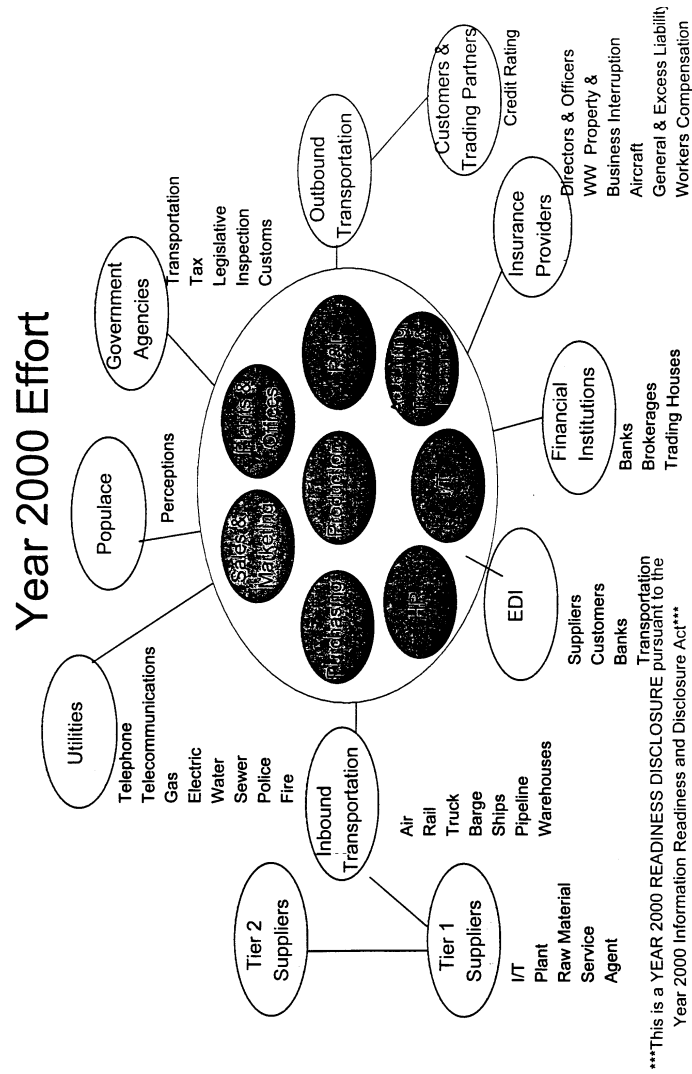 Year 2000 Effort
Utilities
Telephone
Telecommunications
Gas
Electric
Water
Sewer
Police
Fire
Populace
Perceptions
Government
Agencies
Transportation
Tax
Legislative
Inspection
Customs
Tier 2
Suppliers
Tier 1
Suppliers
I/T
Plant
Raw Material
Service
Agent
Inbound
Transportation
Air
Rail
Truck
Barge
Ships
Pipeline
Warehouses
Sales &
Marketing
Plants &
Offices
Purchasing
Production
R&D
HR
Accounting,
Treasury &
Outbound
Transportation
Customers &
Trading Partners
Credit Rating
EDI
Suppliers
Customers
Banks
Transportation
Financial
Institutions
Banks
Brokerages
Trading Houses
Insurance
Providers
Directors & Officers
WW Property &
Business Interruption
Aircraft
General & Excess Liability
Workers Compensation
***This is a YEAR 2000 READINESS DISCLOSURE pursuant to the
Year 2000 Information Readiness and Disclosure Act***